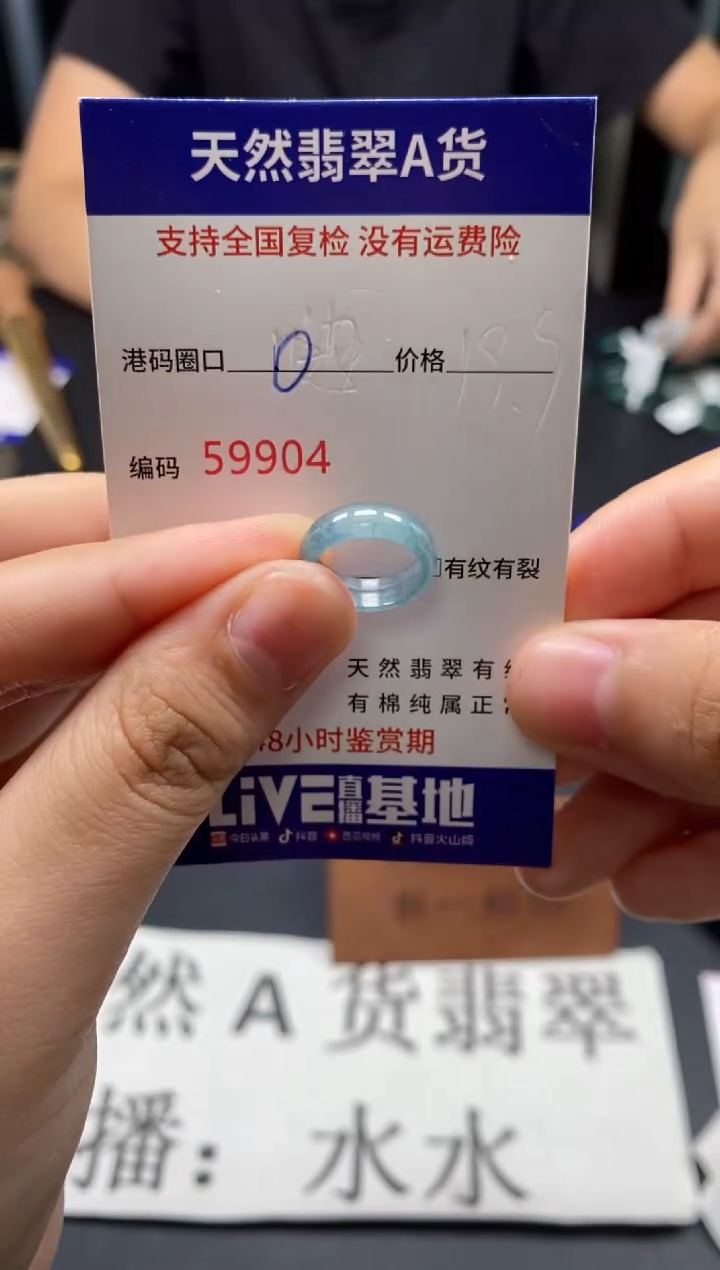 天然翡翠A货
支持全国复检 没有运费险
港码圈口 0 价格
编码 59904
有纹有裂
天然翡翠有
有棉纯属正常
48小时鉴赏期
LIVE直播基地
今日头条 抖音 西瓜视频 抖音火山版
然A货翡翠
播：水水